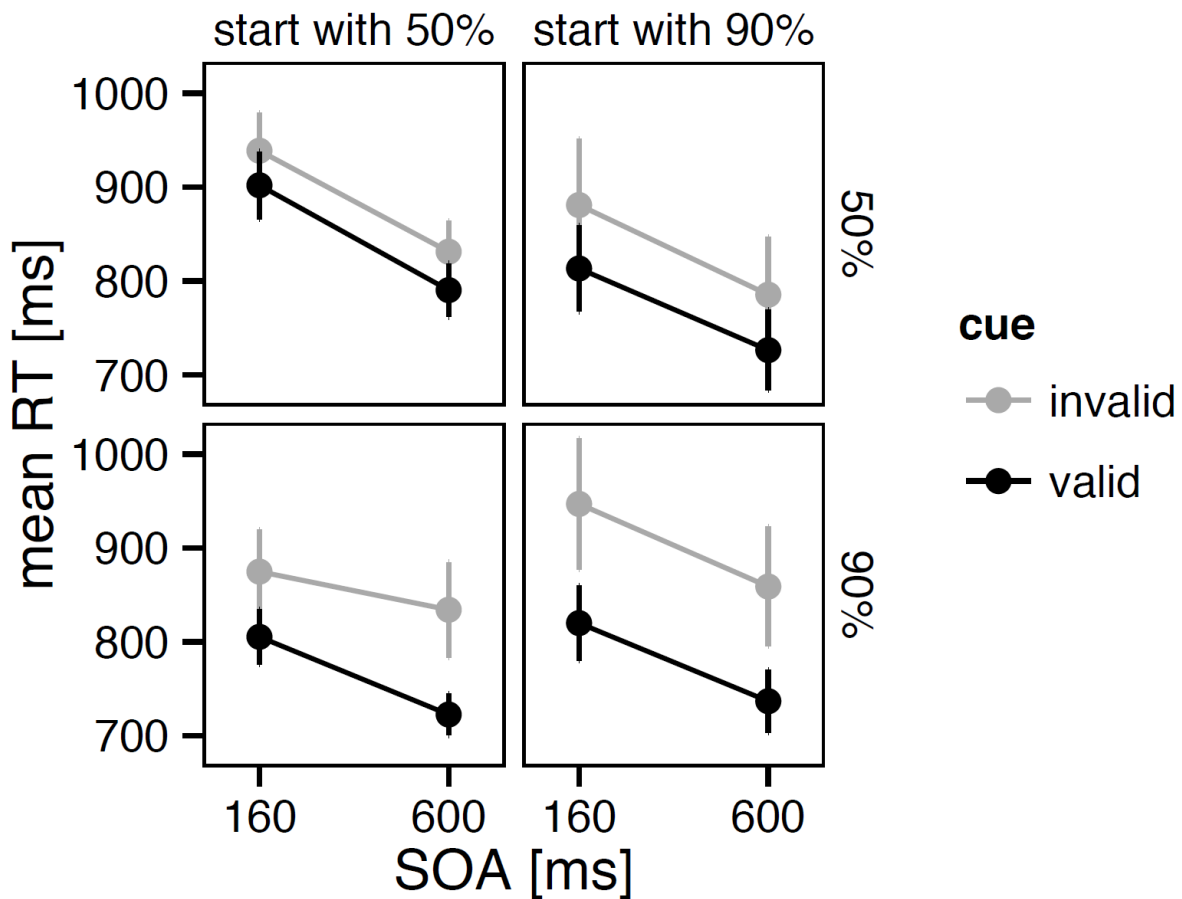 start with 50% start with 90%
1000
900
800
700
50%
1000
900
800
700
90%
mean RT [ms]
160 600 160 600
SOA [ms]
cue
invalid
valid